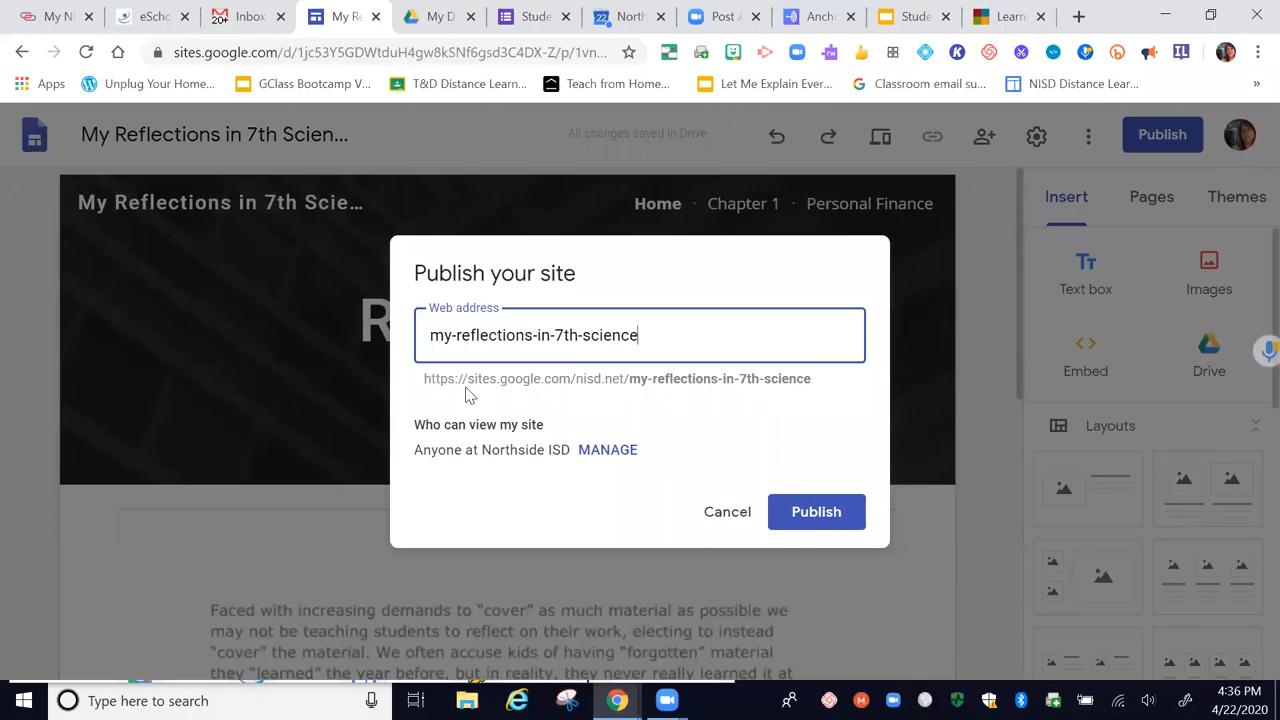 My NI
eScho
Inbox
20+
My Re
My D
Stude
22
North
Post A
Ancho
Stude
Learni
sites.google.com/d/1jc53Y5GDWtduH4gw8kSNf6gsd3C4DX-Z/p/1vn...
Apps
Unplug Your Home...
GClass Bootcamp V...
T&D Distance Learn...
Teach from Home...
Let Me Explain Ever...
Classroom email su...
NISD Distance Lear...
»
My Reflections in 7th Scien...
All changes saved in Drive
Publish
My Reflections in 7th Scie...
Home · Chapter 1 · Personal Finance
Insert
Pages
Themes
R
Publish your site
Web address
my-reflections-in-7th-science
https://sites.google.com/nisd.net/my-reflections-in-7th-science
Who can view my site
Anyone at Northside ISD MANAGE
Cancel
Publish
Tт
Text box
Images
Embed
Drive
Layouts
Faced with increasing demands to “cover” as much material as possible we
may not be teaching students to reflect on their work, electing to instead
“cover” the material. We often accuse kids of having “forgotten” material
they “learned” the year before, but in reality, they never really learned it at
Type here to search
4:36 PM
4/22/2020